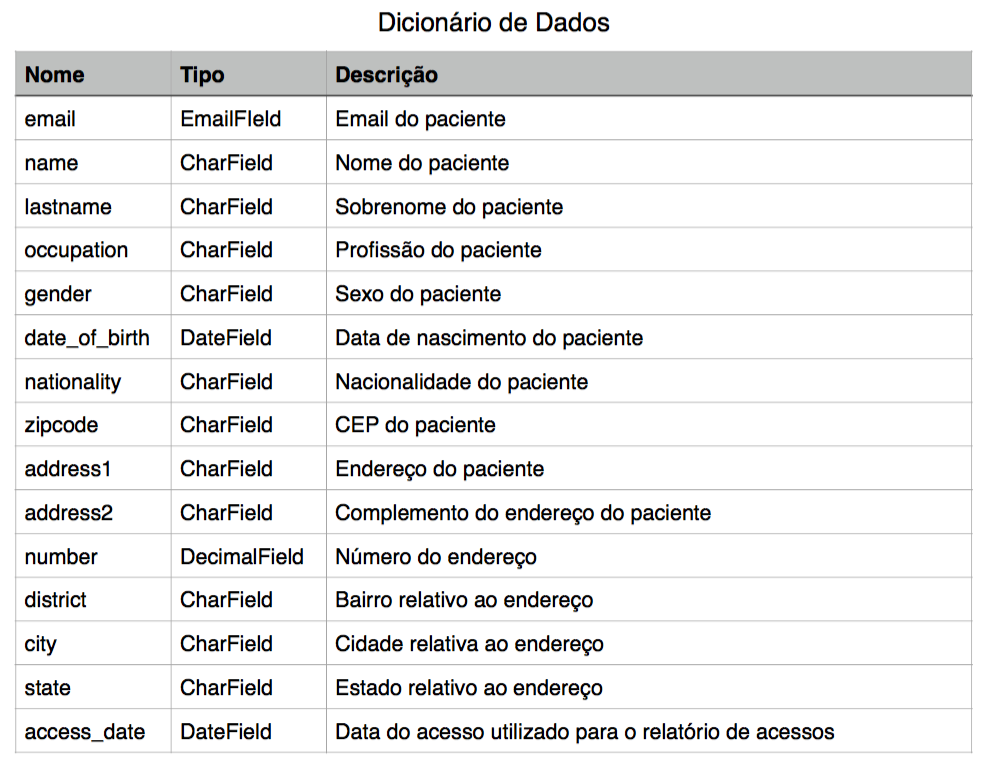 Dicionário de Dados
Nome Tipo Descrição
email EmailFIeld Email do paciente
name CharField Nome do paciente
lastname CharField Sobrenome do paciente
occupation CharField Profissão do paciente
gender CharField Sexo do paciente
date_of_birth DateField Data de nascimento do paciente
nationality CharField Nacionalidade do paciente
zipcode CharField CEP do paciente
address1 CharField Endereço do paciente
address2 CharField Complemento do endereço do paciente
number DecimalField Número do endereço
district CharField Bairro relativo ao endereço
city CharField Cidade relativa ao endereço
state CharField Estado relativo ao endereço
access_date DateField Data do acesso utilizado para o relatório de acessos